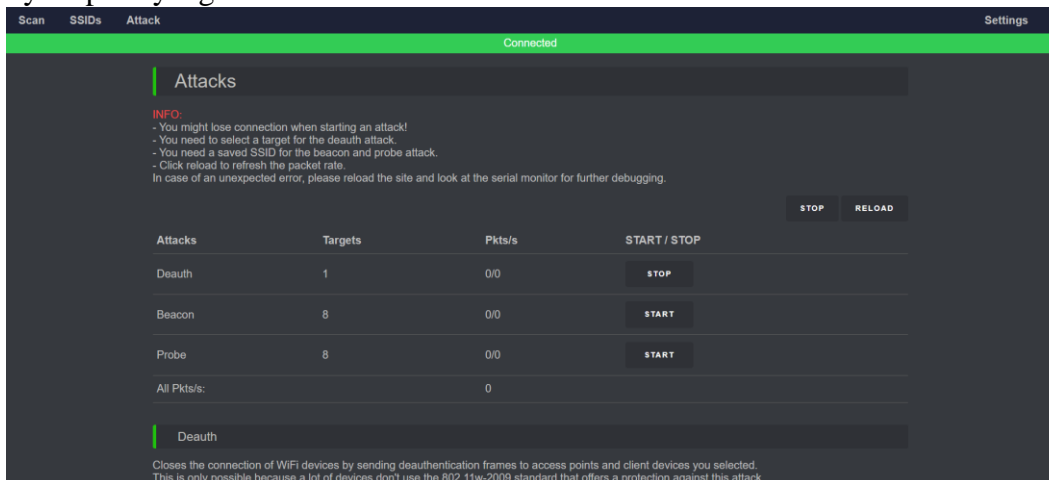 Scan SSIDs Attack Settings
Connected
Attacks
INFO:
- You might lose connection when starting an attack!
- You need to select a target for the deauth attack.
- You need a saved SSID for the beacon and probe attack.
- Click reload to refresh the packet rate.
In case of an unexpected error, please reload the site and look at the serial monitor for further debugging.
STOP RELOAD
Attacks Targets Pkts/s START / STOP
Deauth 1 0/0 STOP
Beacon 8 0/0 START
Probe 8 0/0 START
All Pkts/s: 0
Deauth
Closes the connection of WiFi devices by sending deauthentication frames to access points and client devices you selected.
This is only possible because a lot of devices don't use the 802.11w-2009 standard that offers a protection against this attack.